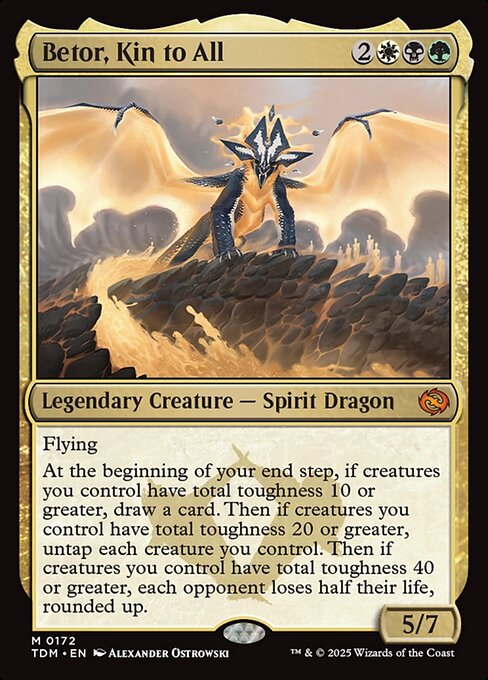 Betor, Kin to All 2
Legendary Creature — Spirit Dragon
Flying
At the beginning of your end step, if creatures
you control have total toughness 10 or
greater, draw a card. Then if creatures you
control have total toughness 20 or greater,
untap each creature you control. Then if
creatures you control have total toughness 40
or greater, each opponent loses half their life,
rounded up.
5/7
M 0172
TDM • EN Alexander Ostrowski
™ & © 2025 Wizards of the Coast